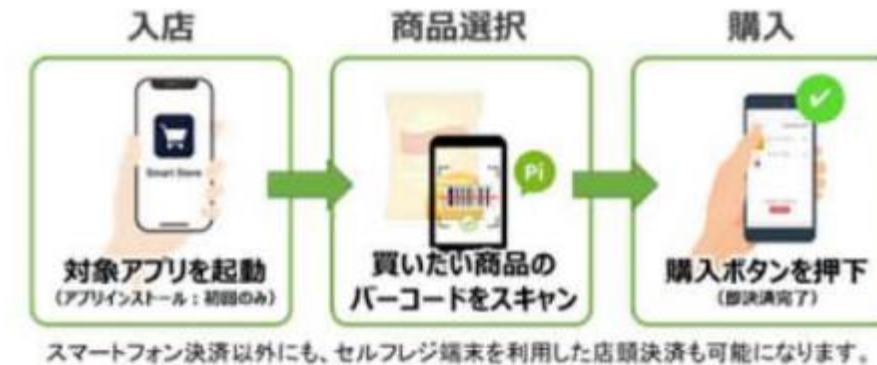 入店
商品選択
購入
Smart Store
Pi
対象アプリを起動
(アプリインストール：初回のみ)
買いたい商品の
バーコードをスキャン
購入ボタンを押下
(即決済完了)
スマートフォン決済以外にも、セルフレジ端末を利用した店頭決済も可能になります。